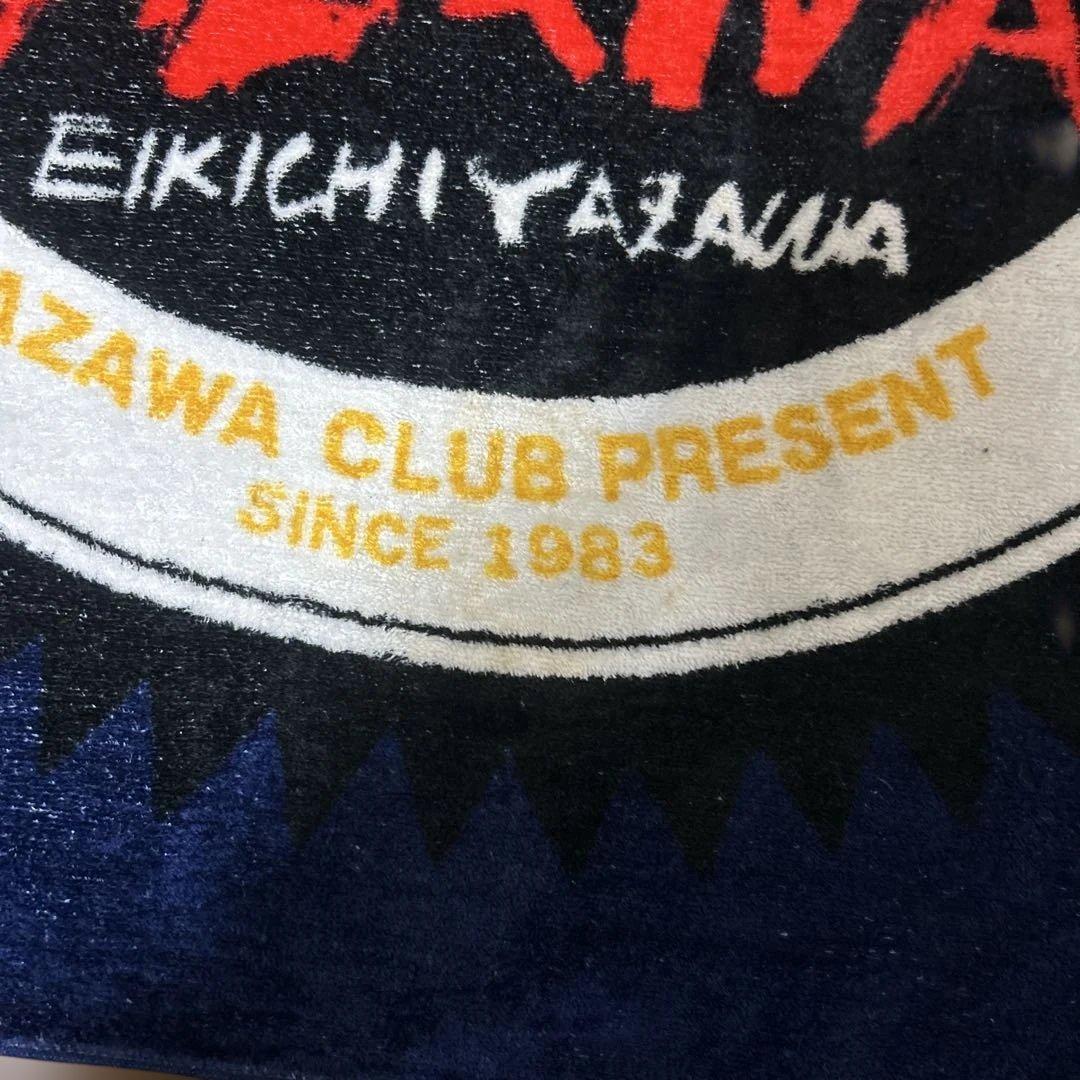 EIKICHI YAZAWA
AZAWA CLUB PRESENT
SINCE 1983